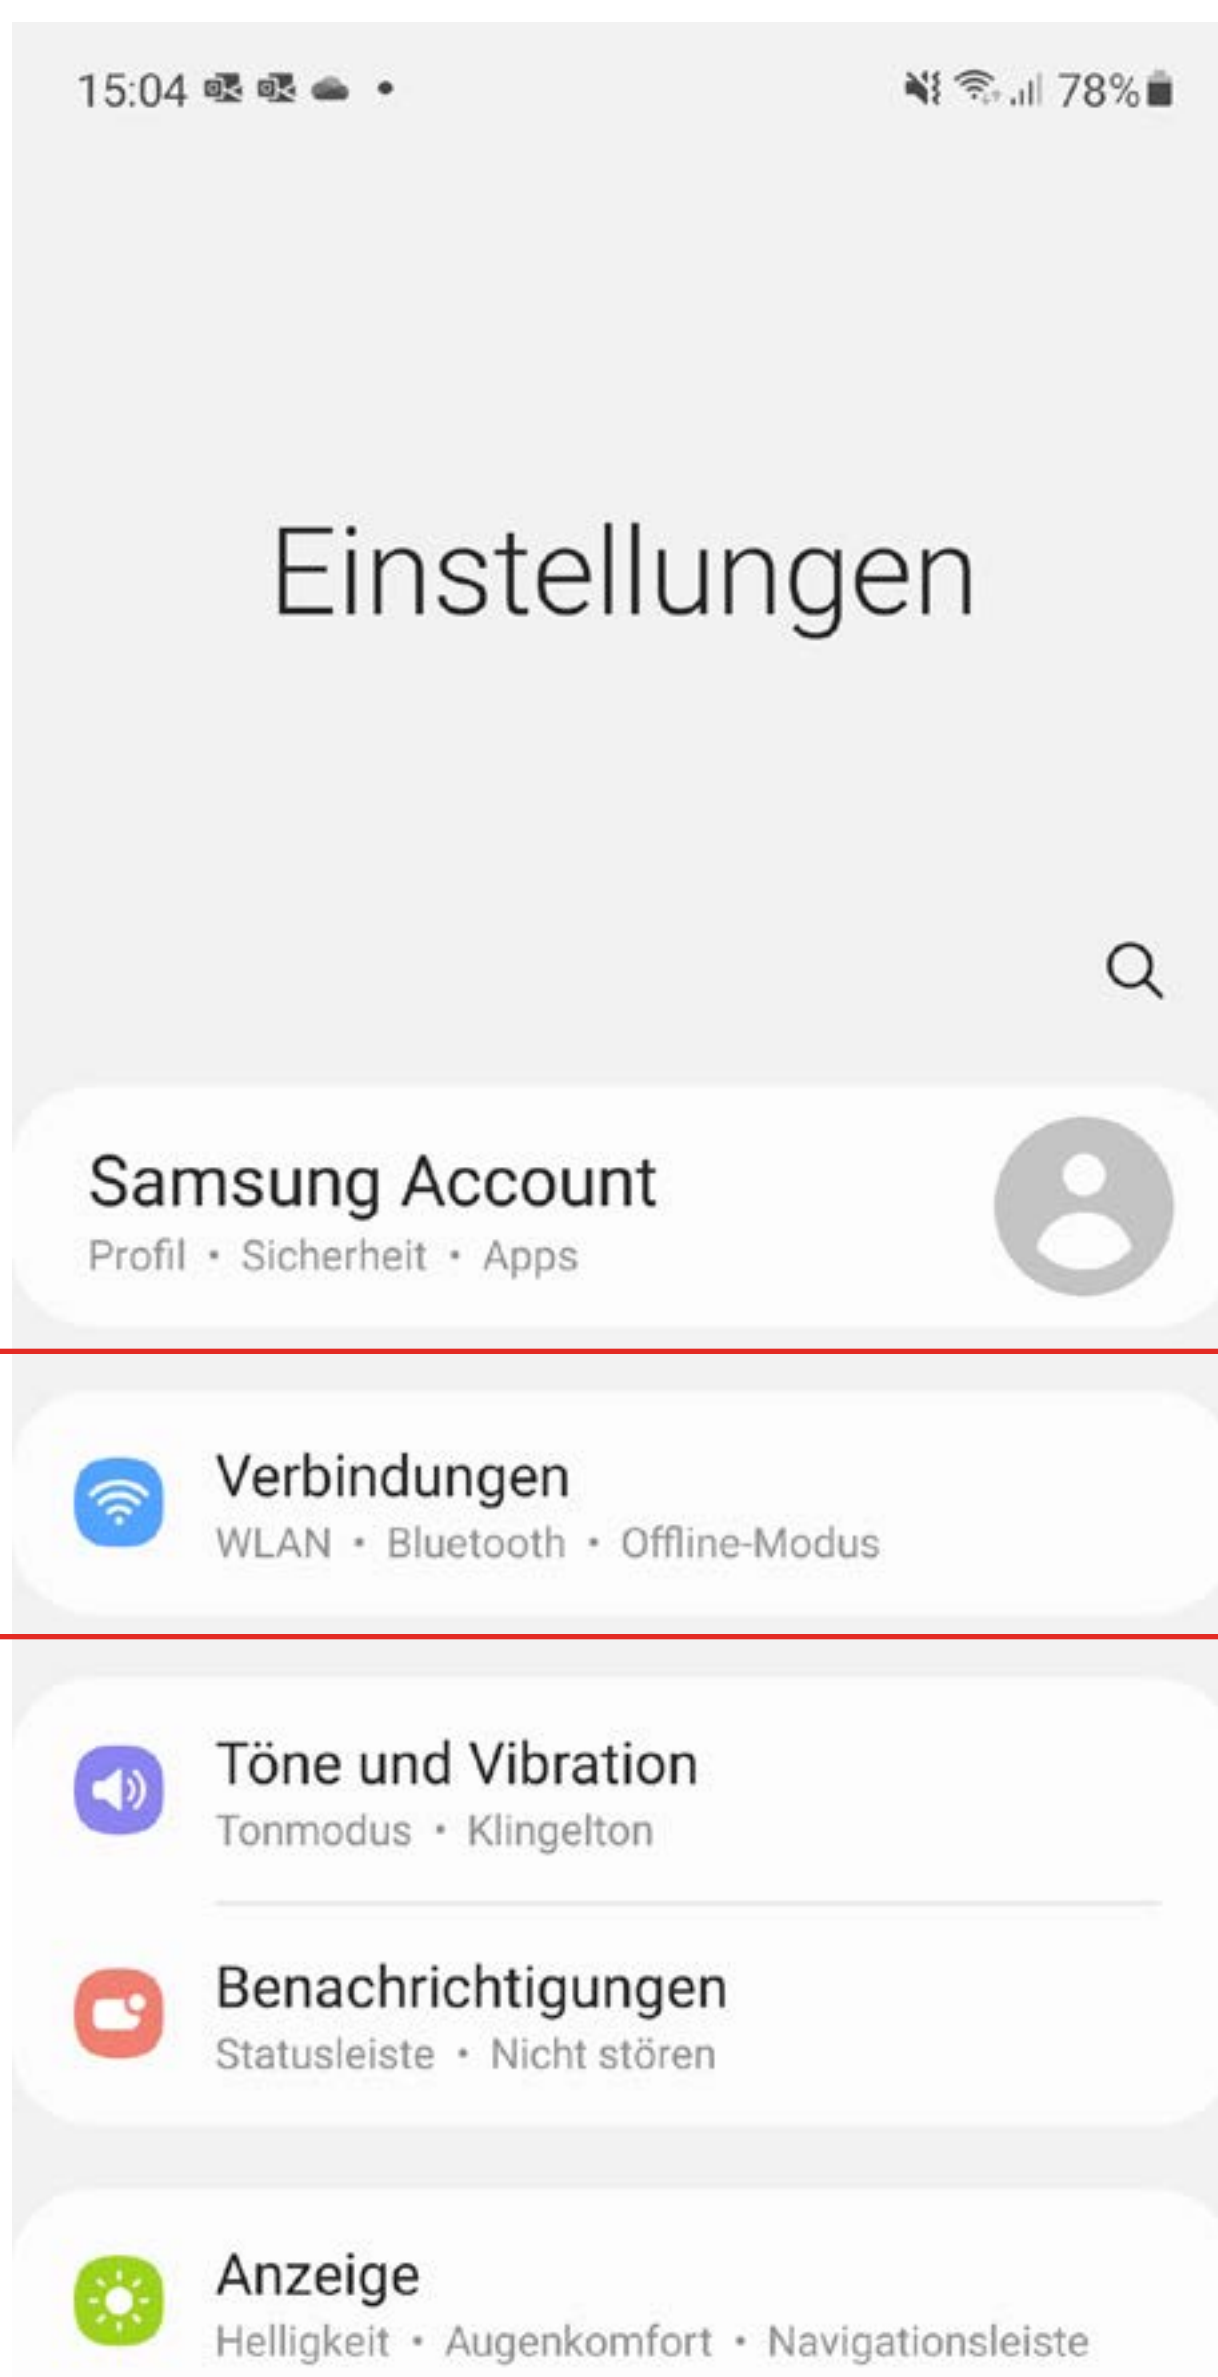 15:04 78%
Einstellungen
Samsung Account
Profil • Sicherheit • Apps
Verbindungen
WLAN • Bluetooth • Offline-Modus
Töne und Vibration
Tonmodus • Klingelton
Benachrichtigungen
Statusleiste • Nicht stören
Anzeige
Helligkeit • Augenkomfort • Navigationsleiste